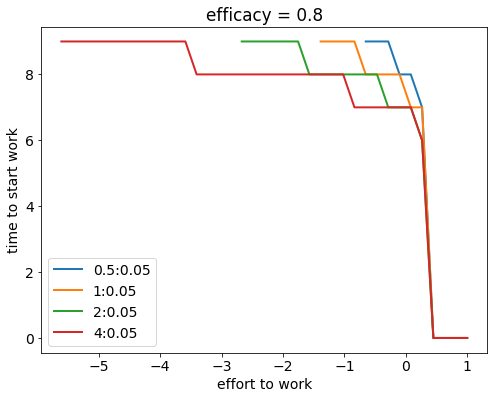 efficacy = 0.8
time to start work
8
6
4
2
0
0.5:0.05
1:0.05
2:0.05
4:0.05
−5 −4 −3 −2 −1 0 1
effort to work